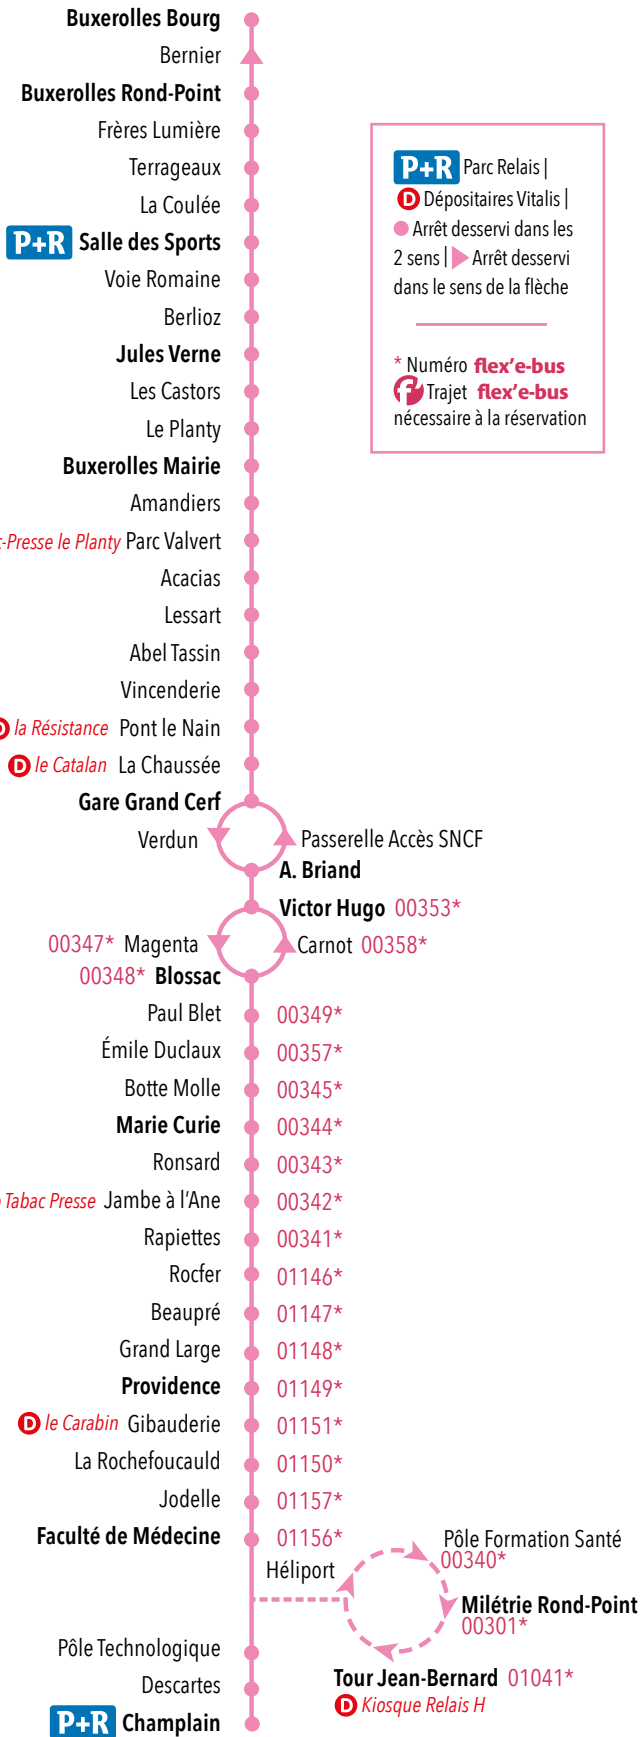 Buxerolles Bourg
Bernier
Buxerolles Rond-Point
Frères Lumière
Terrageaux
La Coulée
P+R Salle des Sports
Voie Romaine
Berlioz
Jules Verne
Les Castors
Le Planty
Buxerolles Mairie
Amandiers
-Presse le Planty Parc Valvert
Acacias
Lessart
Abel Tassin
Vincenderie
D la Résistance Pont le Nain
D le Catalan La Chaussée
Gare Grand Cerf
Verdun
Passerelle Accès SNCF
A. Briand
Victor Hugo 00353*
00347* Magenta
Carnot 00358*
00348* Blossac
Paul Blet 00349*
Émile Duclaux 00357*
Botte Molle 00345*
Marie Curie 00344*
Ronsard 00343*
Tabac Presse Jambe à l'Ane 00342*
Rapiettes 00341*
Rocfer 01146*
Beaupré 01147*
Grand Large 01148*
Providence 01149*
D le Carabin Gibauderie 01151*
La Rochefoucauld 01150*
Jodelle 01157*
Faculté de Médecine 01156*
Héliport
Pôle Formation Santé
00340*
Milétrie Rond-Point
00301*
Tour Jean-Bernard 01041*
D Kiosque Relais H
Pôle Technologique
Descartes
P+R Champlain
P+R Parc Relais |
D Dépositaires Vitalis |
Arrêt desservi dans les
2 sens | Arrêt desservi
dans le sens de la flèche
* Numéro flex'e-bus
f Trajet flex'e-bus
nécessaire à la réservation